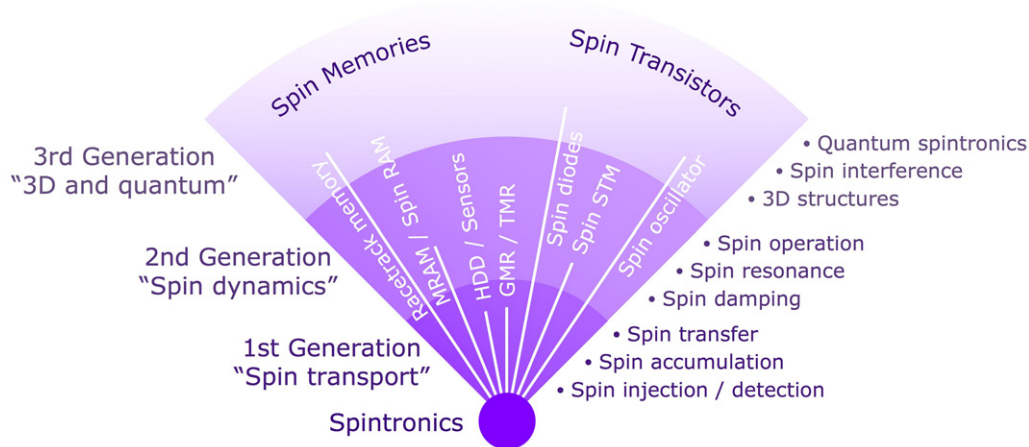 Spin Memories
Spin Transistors
3rd Generation
“3D and quantum”
• Quantum spintronics
• Spin interference
• 3D structures
Racetrack memory
MRAM / Spin RAM
HDD / Sensors
GMR / TMR
Spin diodes
Spin STM
Spin oscillator
2nd Generation
“Spin dynamics”
• Spin operation
• Spin resonance
• Spin damping
1st Generation
“Spin transport”
• Spin transfer
• Spin accumulation
• Spin injection / detection
Spintronics